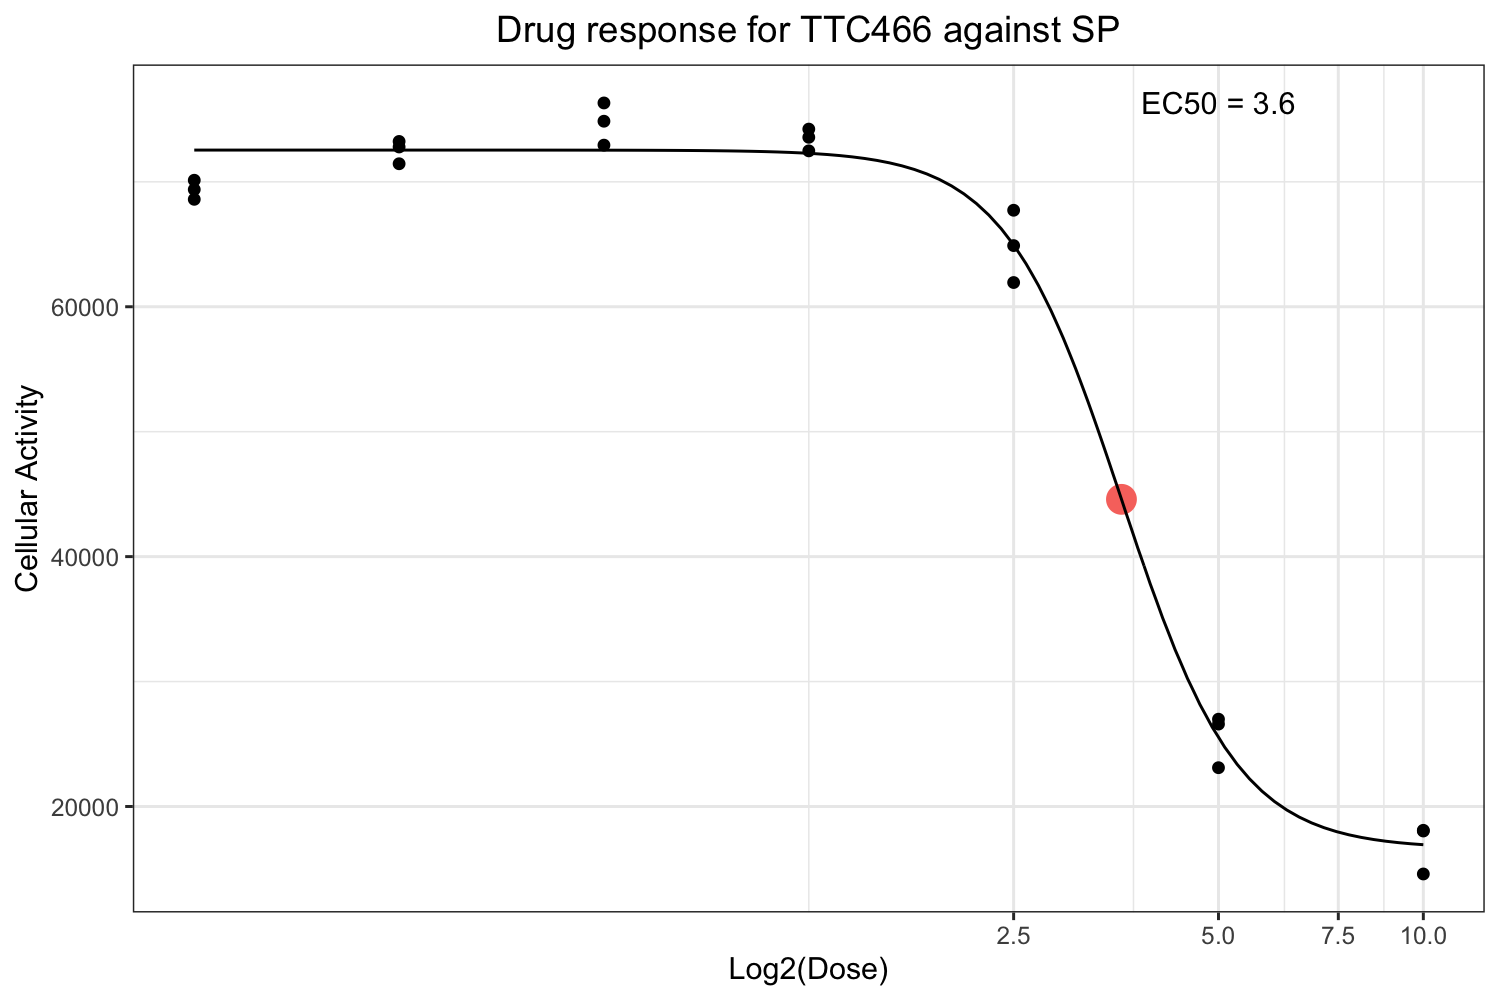 Drug response for TTC466 against SP
EC50 = 3.6
Cellular Activity
60000
40000
20000
2.5
5.0
7.5
10.0
Log2(Dose)